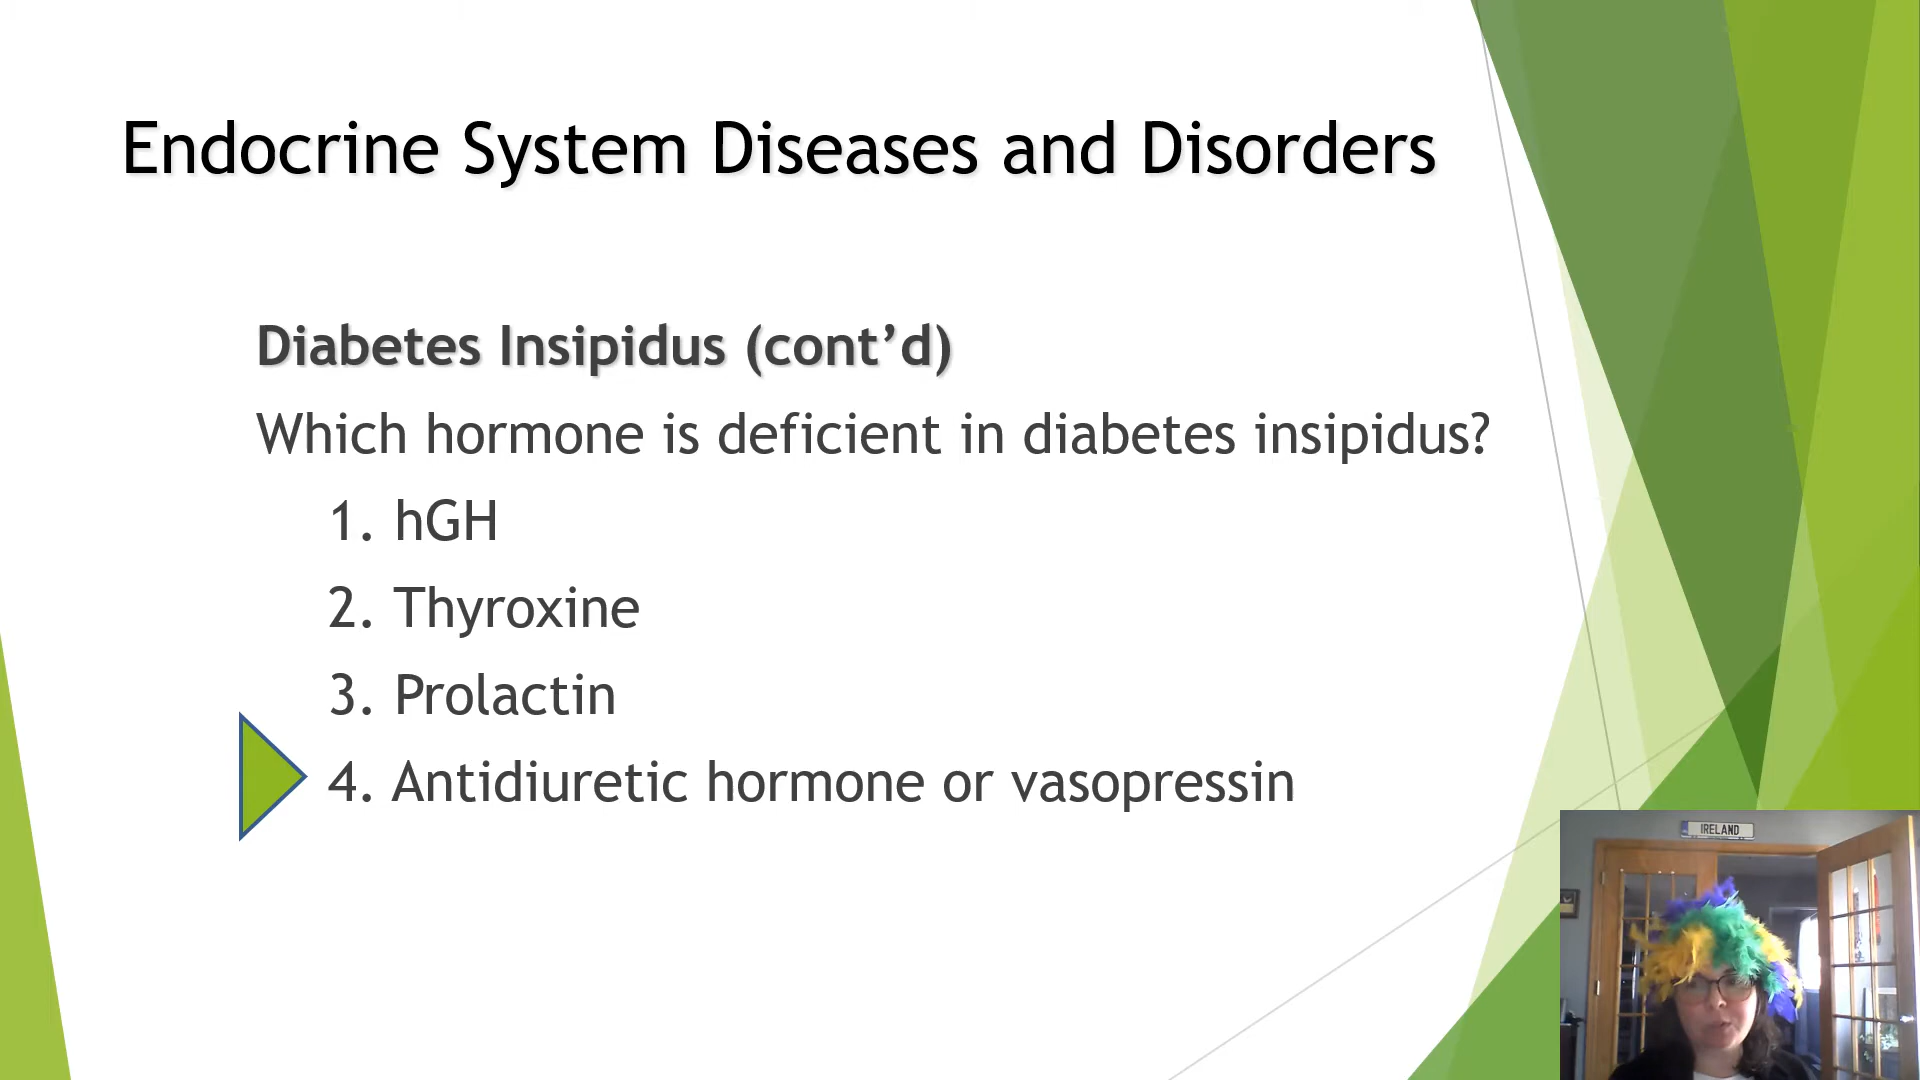 Endocrine System Diseases and Disorders
Diabetes Insipidus (cont’d)
Which hormone is deficient in diabetes insipidus?
1. hGH
2. Thyroxine
3. Prolactin
4. Antidiuretic hormone or vasopressin
IRELAND